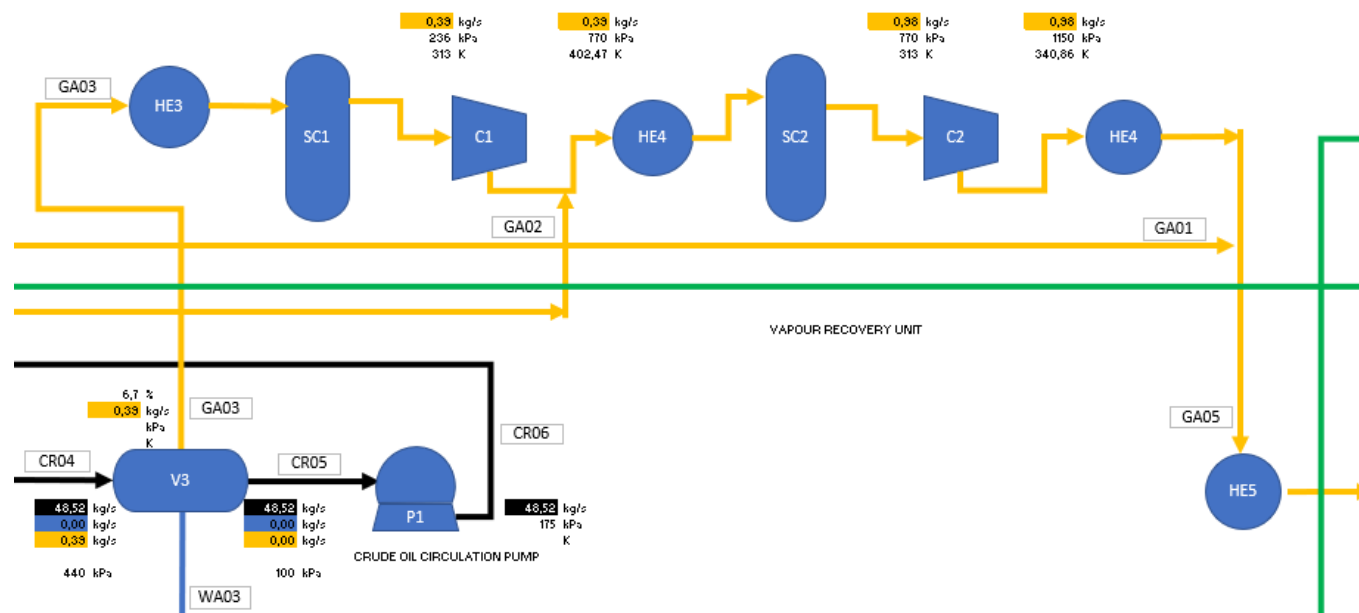 0,39 kg/s
236 kPa
313 K
0,39 kg/s
770 kPa
402,47 K
0,98 kg/s
770 kPa
313 K
0,98 kg/s
1150 kPa
340,86 K
GA03
HE3
SC1
C1
HE4
SC2
C2
HE4
GA02
GA01
VAPOUR RECOVERY UNIT
6,7 %
0,39 kg/s
kPa
K
GA03
CR06
GA05
CR04
V3
CR05
P1
HE5
48,52 kg/s
0,00 kg/s
0,39 kg/s
440 kPa
48,52 kg/s
0,00 kg/s
0,00 kg/s
100 kPa
48,52 kg/s
175 kPa
K
CRUDE OIL CIRCULATION PUMP
WA03